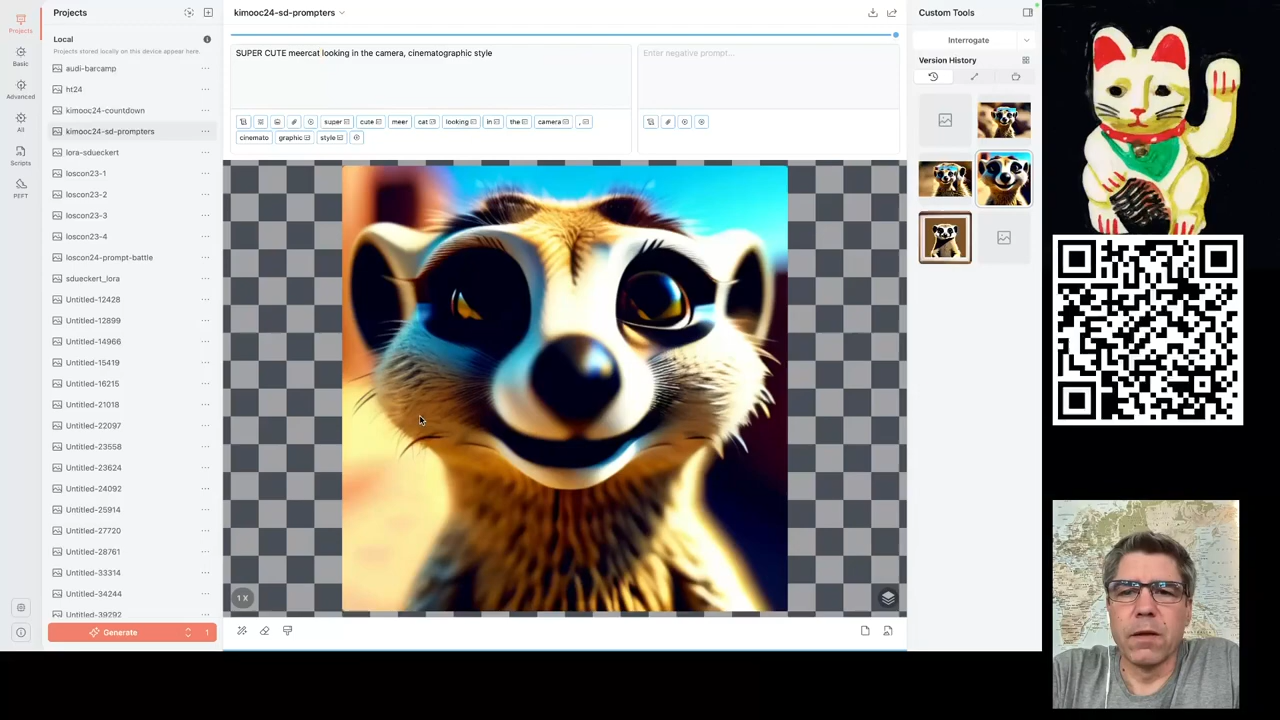 Projects
kimooc24-sd-prompters
Custom Tools
Projects
Basic
Advanced
All
Scripts
PEFT
Local
Projects stored locally on this device appear here.
audi-barcamp
ht24
kimooc24-countdown
kimooc24-sd-prompters
lora-sdueckert
loscon23-1
loscon23-2
loscon23-3
loscon23-4
loscon24-prompt-battle
sdueckert_lora
Untitled-12428
Untitled-12899
Untitled-14966
Untitled-15419
Untitled-16215
Untitled-21018
Untitled-22097
Untitled-23558
Untitled-23624
Untitled-24092
Untitled-25914
Untitled-27720
Untitled-28761
Untitled-33314
Untitled-34244
Untitled-39292
Generate
1
SUPER CUTE meercat looking in the camera, cinematographic style
Enter negative prompt...
super cute meer cat looking in the camera ,
cinemato graphic style
1 X
Interrogate
Version History